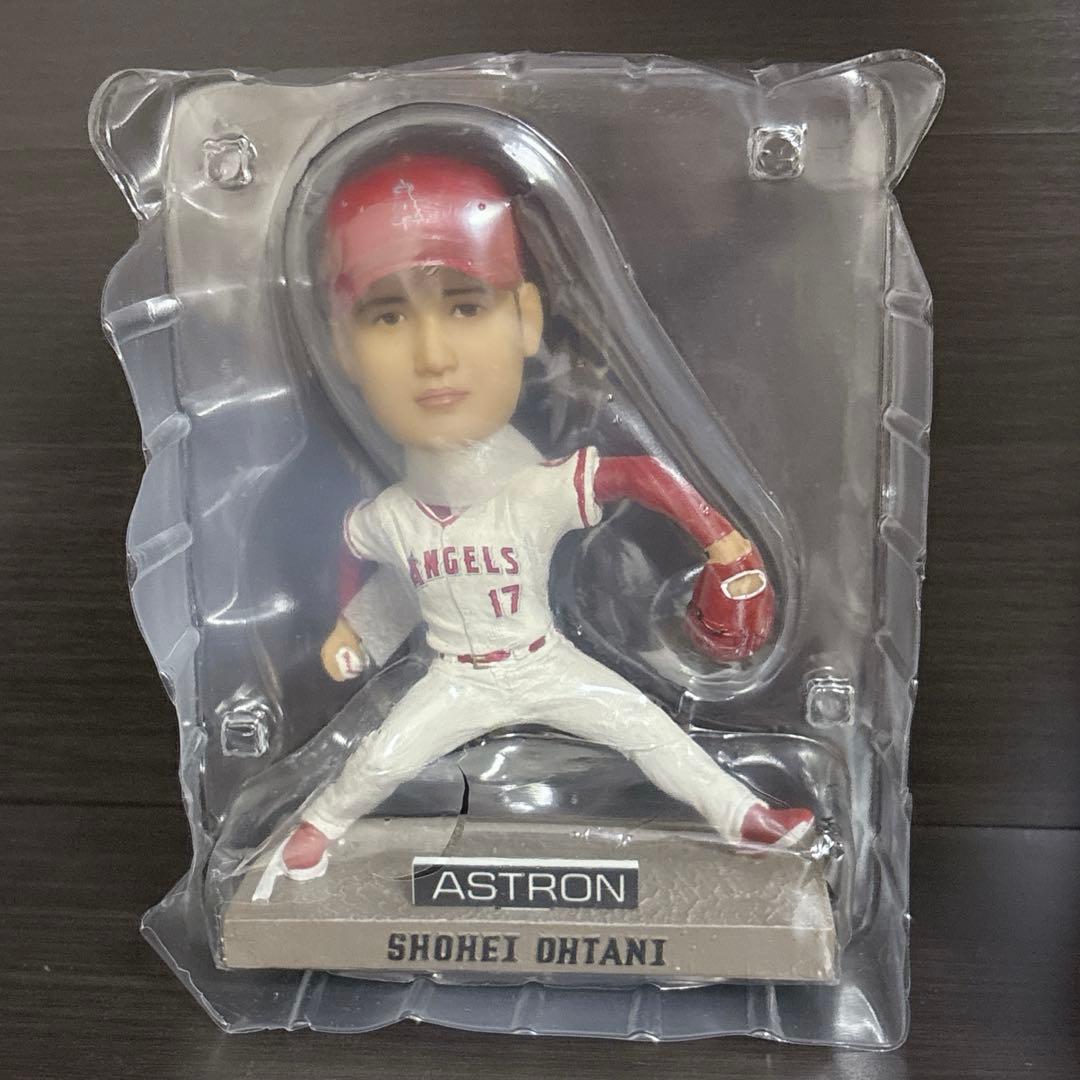 ANGELS
17
ASTRON
SHOHEI OHTANI